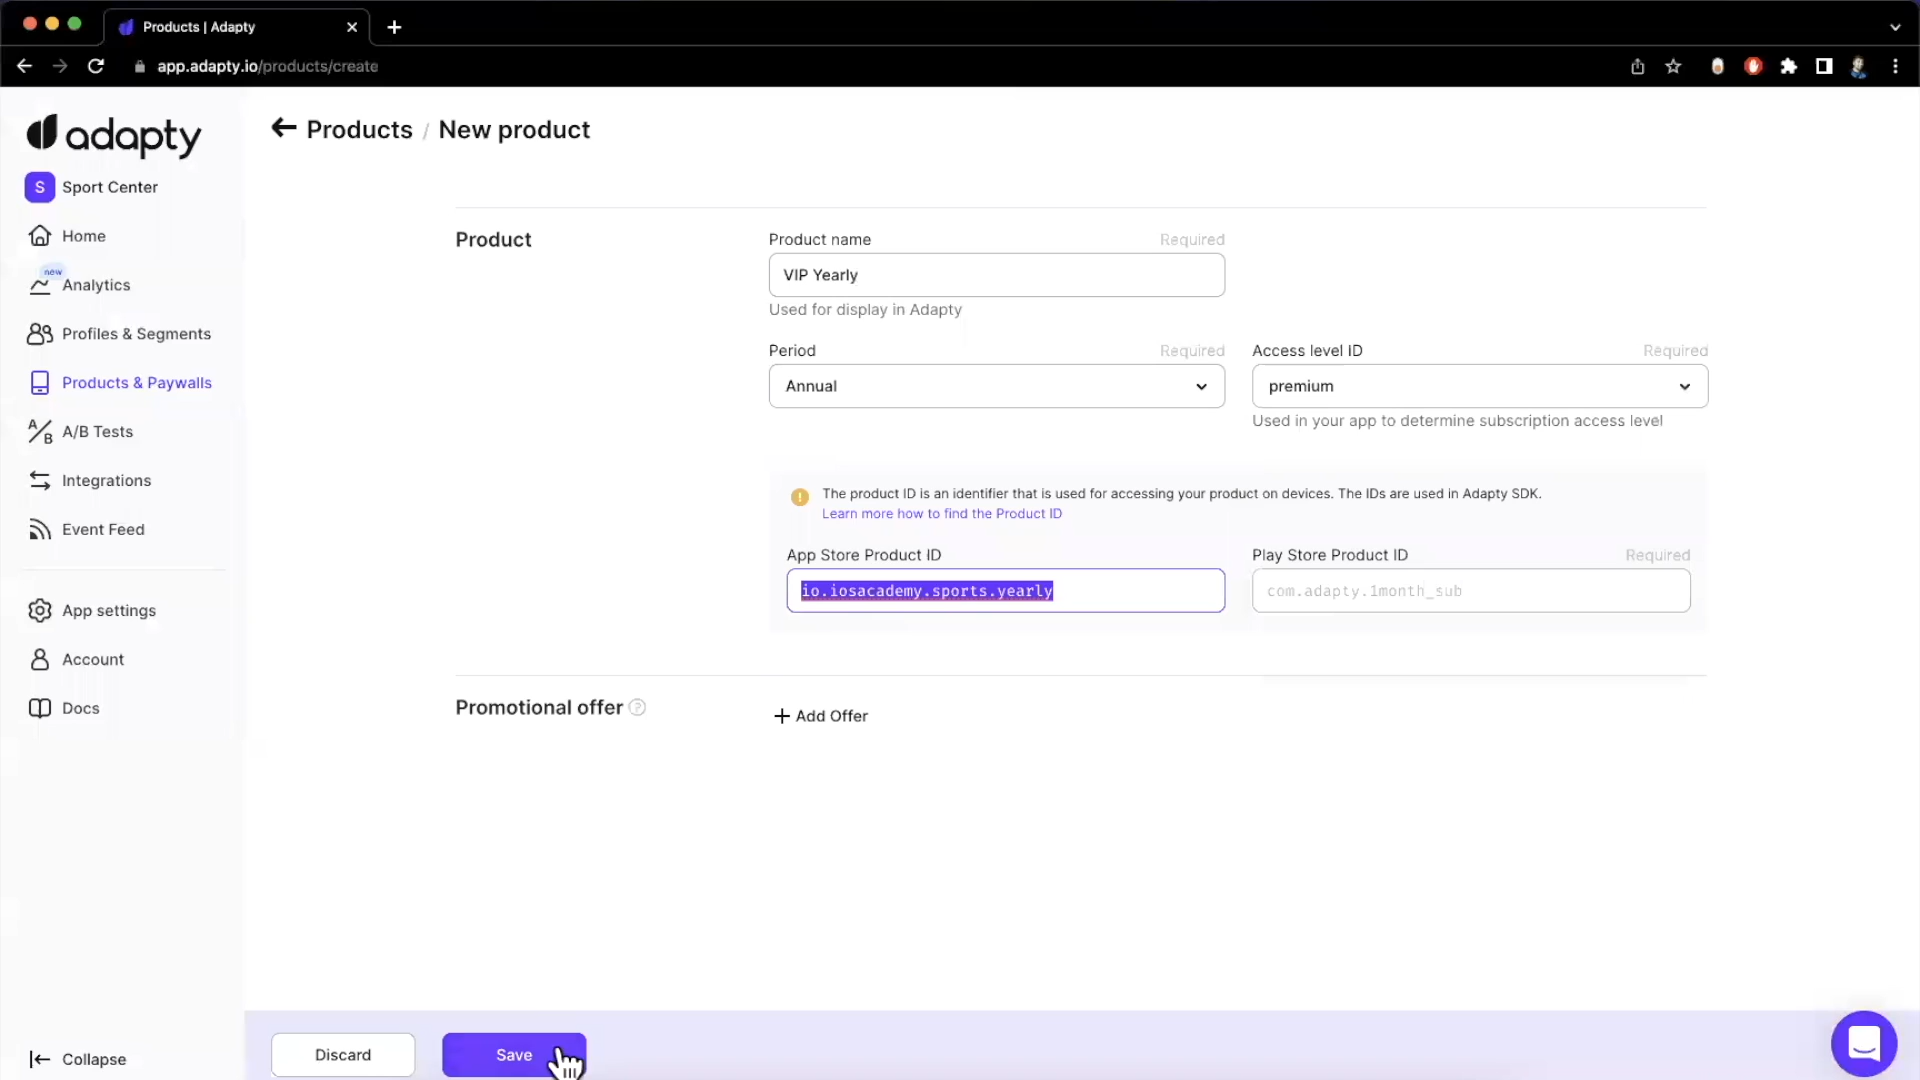 Products | Adapty
app.adapty.io/products/create
adapty
Products / New product
S Sport Center
Home
new
Analytics
Profiles & Segments
Products & Paywalls
A/B Tests
Integrations
Event Feed
App settings
Account
Docs
Collapse
Product
Product name Required
VIP Yearly
Used for display in Adapty
Period Required
Annual
Access level ID Required
premium
Used in your app to determine subscription access level
The product ID is an identifier that is used for accessing your product on devices. The IDs are used in Adapty SDK.
Learn more how to find the Product ID
App Store Product ID
io.iosacademy.sports.yearly
Play Store Product ID Required
com.adapty.1month_sub
Promotional offer ?
+ Add Offer
Discard
Save